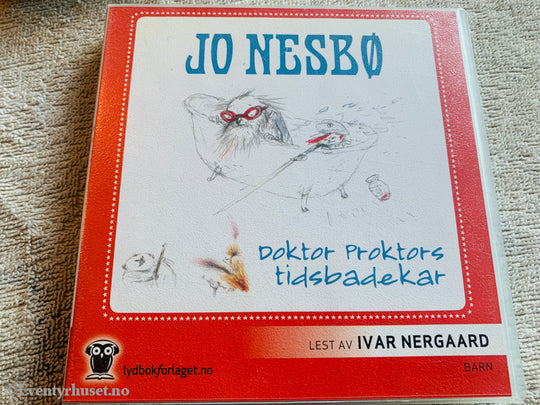 JO NESBØ
Doktor Proktors
tidsbadekar
LEST AV IVAR NERGAARD
lydbokforlaget.no
BARN
© Eventyrhuset.no